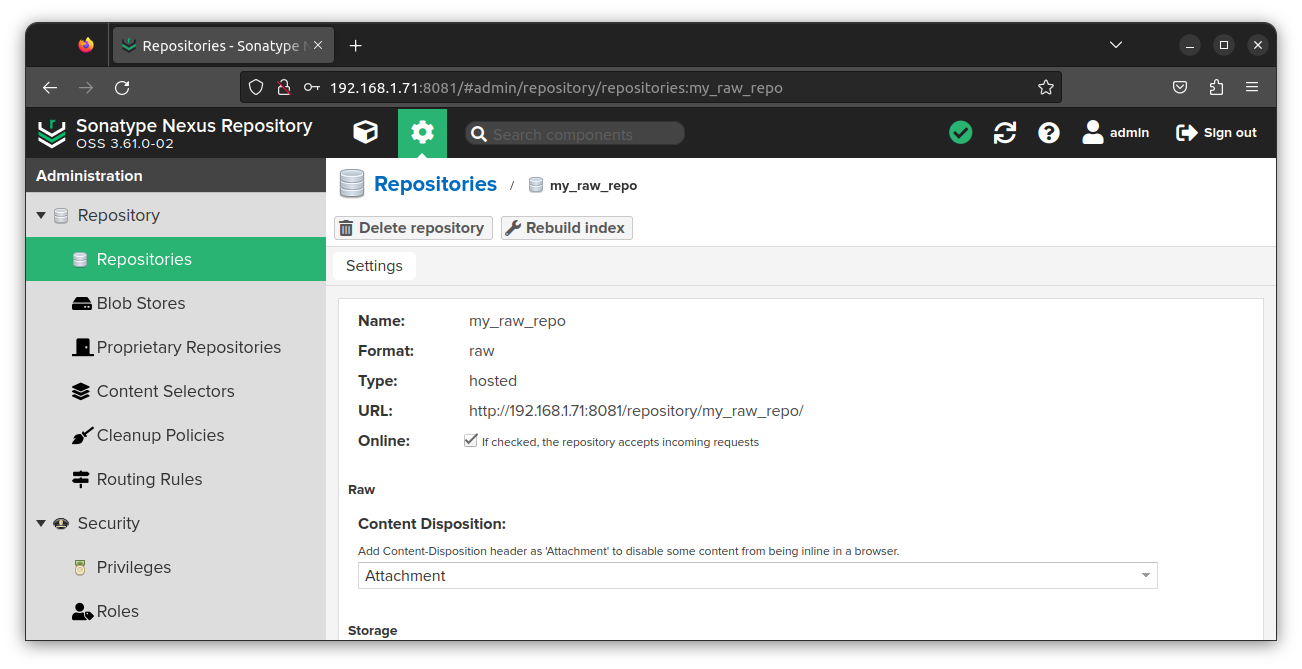 Repositories - Sonatype N
192.168.1.71:8081/#admin/repository/repositories:my_raw_repo
Sonatype Nexus Repository
OSS 3.61.0-02
Search components
admin
Sign out
Administration
Repository
Repositories
Blob Stores
Proprietary Repositories
Content Selectors
Cleanup Policies
Routing Rules
Security
Privileges
Roles
Repositories / my_raw_repo
Delete repository
Rebuild index
Settings
Name: my_raw_repo
Format: raw
Type: hosted
URL: http://192.168.1.71:8081/repository/my_raw_repo/
Online: If checked, the repository accepts incoming requests
Raw
Content Disposition:
Add Content-Disposition header as 'Attachment' to disable some content from being inline in a browser.
Attachment
Storage